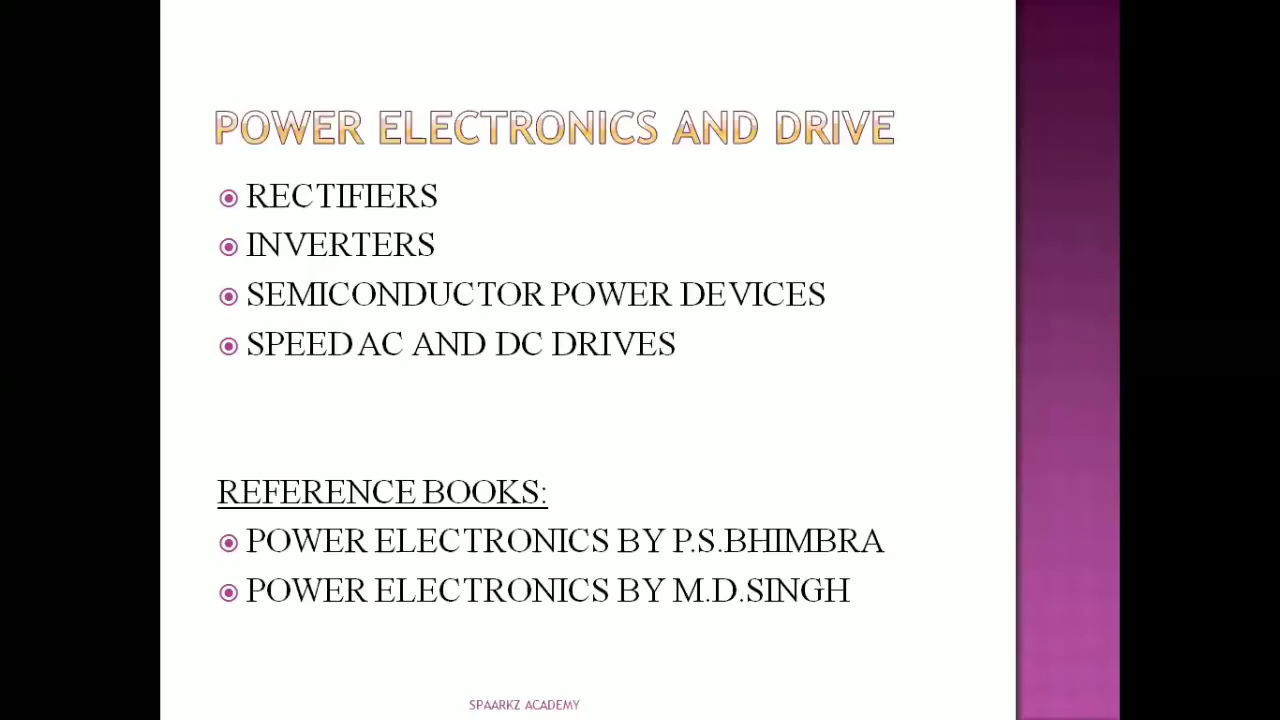 POWER ELECTRONICS AND DRIVE
RECTIFIERS
INVERTERS
SEMICONDUCTOR POWER DEVICES
SPEED AC AND DC DRIVES
REFERENCE BOOKS:
POWER ELECTRONICS BY P.S.BHIMBRA
POWER ELECTRONICS BY M.D.SINGH
SPAARKZ ACADEMY